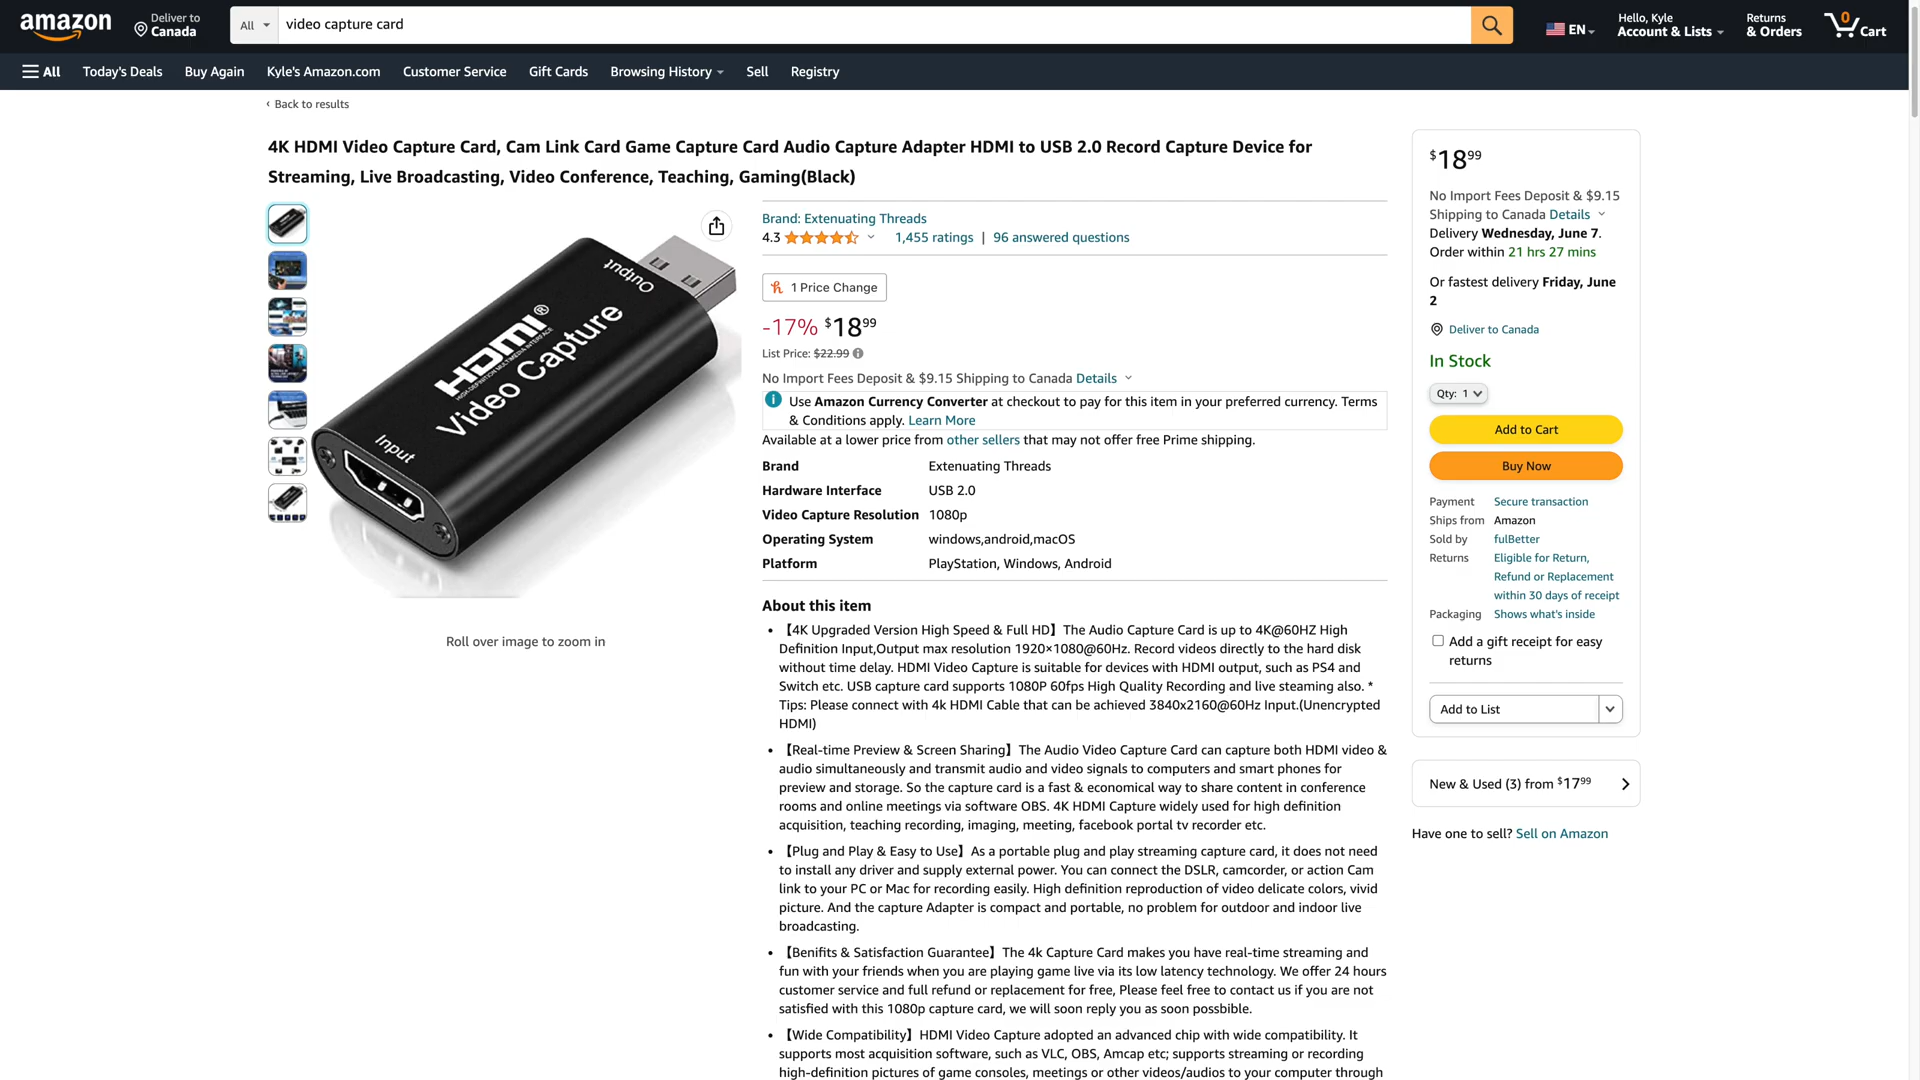 amazon
Deliver to
Canada
All
video capture card
EN
Hello, Kyle
Account & Lists
Returns
& Orders
0
Cart
All
Today's Deals
Buy Again
Kyle's Amazon.com
Customer Service
Gift Cards
Browsing History
Sell
Registry
‹ Back to results
4K HDMI Video Capture Card, Cam Link Card Game Capture Card Audio Capture Adapter HDMI to USB 2.0 Record Capture Device for
Streaming, Live Broadcasting, Video Conference, Teaching, Gaming(Black)
Output
HDMI®
HIGH-DEFINITION MULTIMEDIA INTERFACE
Video Capture
Input
Roll over image to zoom in
Brand: Extenuating Threads
4.3
1,455 ratings | 96 answered questions
1 Price Change
-17% $18 99
List Price: $22.99
No Import Fees Deposit & $9.15 Shipping to Canada Details
Use Amazon Currency Converter at checkout to pay for this item in your preferred currency. Terms
& Conditions apply. Learn More
Available at a lower price from other sellers that may not offer free Prime shipping.
Brand Extenuating Threads
Hardware Interface USB 2.0
Video Capture Resolution 1080p
Operating System windows,android,macOS
Platform PlayStation, Windows, Android
About this item
• 【4K Upgraded Version High Speed & Full HD】The Audio Capture Card is up to 4K@60HZ High
Definition Input,Output max resolution 1920×1080@60Hz. Record videos directly to the hard disk
without time delay. HDMI Video Capture is suitable for devices with HDMI output, such as PS4 and
Switch etc. USB capture card supports 1080P 60fps High Quality Recording and live steaming also. *
Tips: Please connect with 4k HDMI Cable that can be achieved 3840x2160@60Hz Input.(Unencrypted
HDMI)
• 【Real-time Preview & Screen Sharing】The Audio Video Capture Card can capture both HDMI video &
audio simultaneously and transmit audio and video signals to computers and smart phones for
preview and storage. So the capture card is a fast & economical way to share content in conference
rooms and online meetings via software OBS. 4K HDMI Capture widely used for high definition
acquisition, teaching recording, imaging, meeting, facebook portal tv recorder etc.
• 【Plug and Play & Easy to Use】As a portable plug and play streaming capture card, it does not need
to install any driver and supply external power. You can connect the DSLR, camcorder, or action Cam
link to your PC or Mac for recording easily. High definition reproduction of video delicate colors, vivid
picture. And the capture Adapter is compact and portable, no problem for outdoor and indoor live
broadcasting.
• 【Benifits & Satisfaction Guarantee】The 4k Capture Card makes you have real-time streaming and
fun with your friends when you are playing game live via its low latency technology. We offer 24 hours
customer service and full refund or replacement for free, Please feel free to contact us if you are not
satisfied with this 1080p capture card, we will soon reply you as soon possbible.
• 【Wide Compatibility】HDMI Video Capture adopted an advanced chip with wide compatibility. It
supports most acquisition software, such as VLC, OBS, Amcap etc; supports streaming or recording
high-definition pictures of game consoles, meetings or other videos/audios to your computer through
$18 99
No Import Fees Deposit & $9.15
Shipping to Canada Details
Delivery Wednesday, June 7.
Order within 21 hrs 27 mins
Or fastest delivery Friday, June
2
Deliver to Canada
In Stock
Qty: 1
Add to Cart
Buy Now
Payment Secure transaction
Ships from Amazon
Sold by fulBetter
Returns Eligible for Return,
Refund or Replacement
within 30 days of receipt
Packaging Shows what's inside
Add a gift receipt for easy
returns
Add to List
New & Used (3) from $17 99
Have one to sell? Sell on Amazon